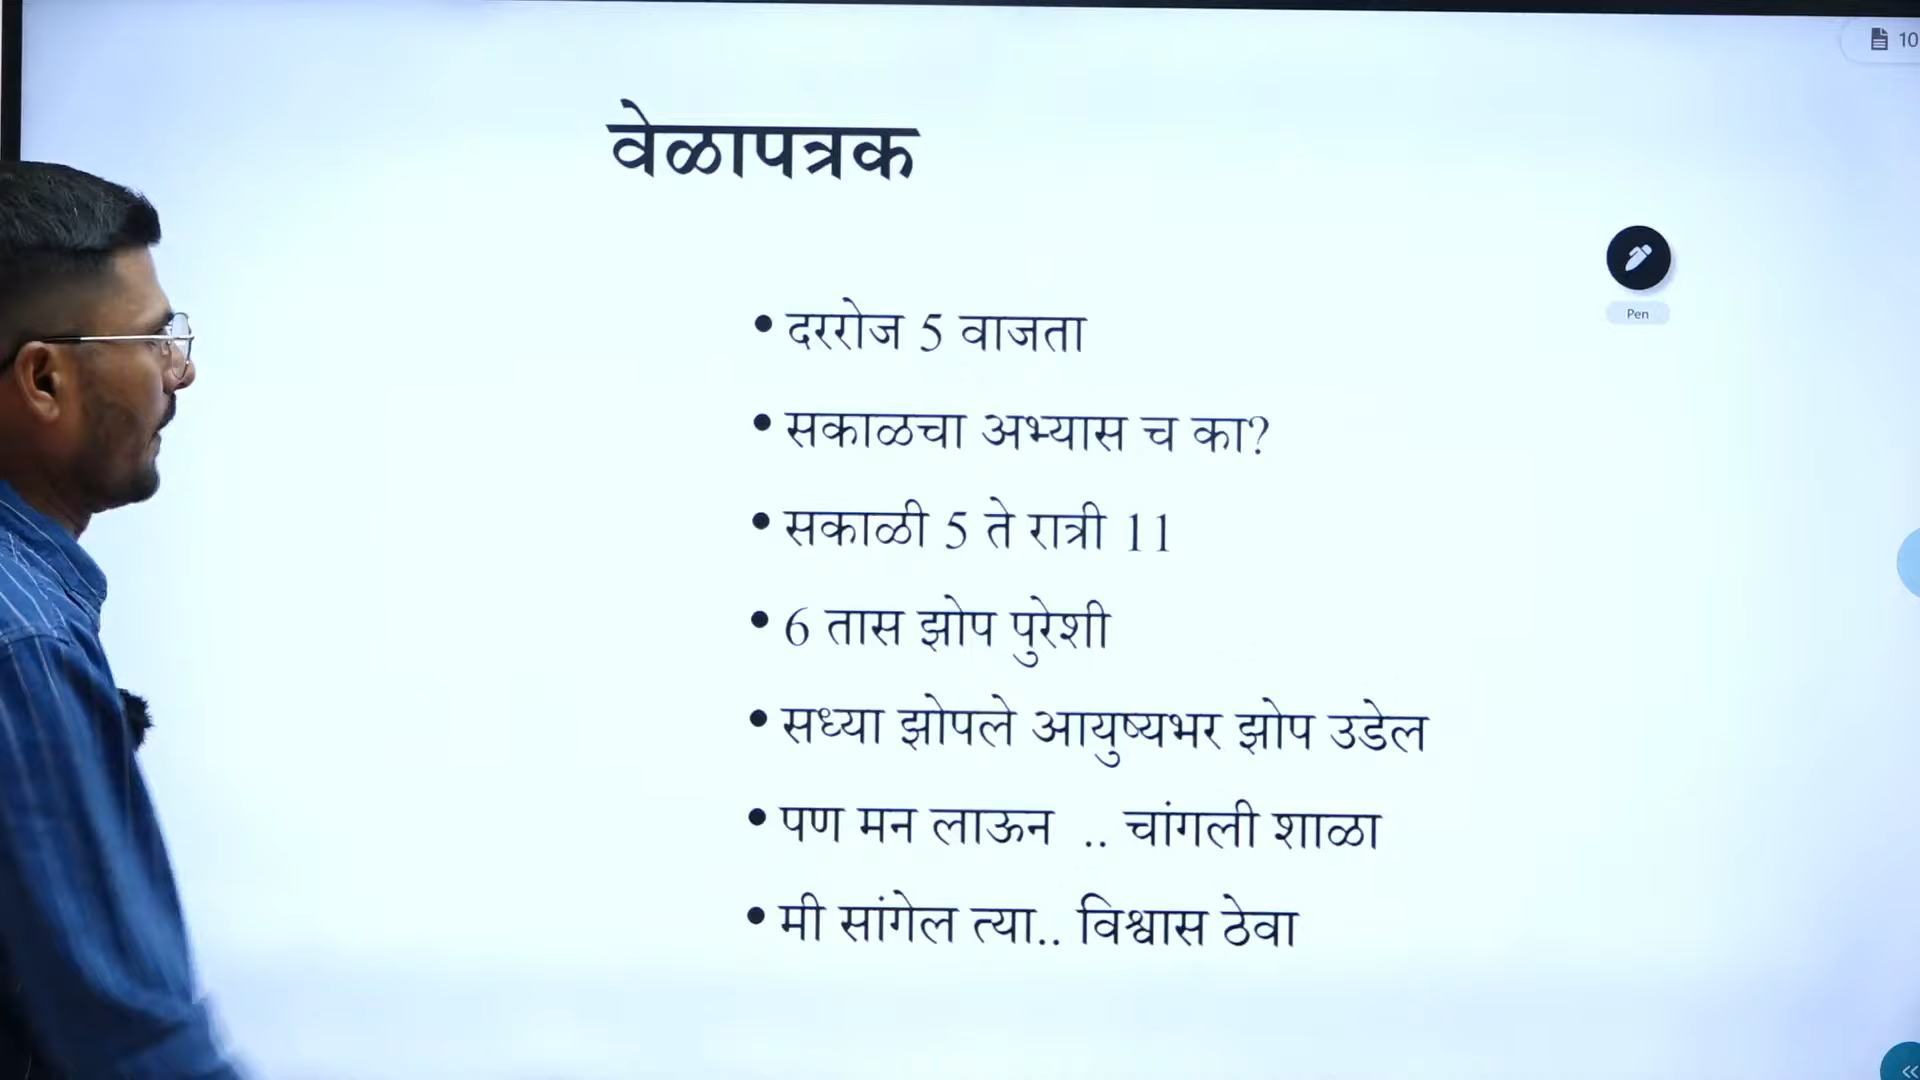 10
वेळापत्रक
Pen
• दररोज 5 वाजता
• सकाळचा अभ्यास च का?
• सकाळी 5 ते रात्री 11
• 6 तास झोप पुरेशी
• सध्या झोपले आयुष्यभर झोप उडेल
• पण मन लाऊन .. चांगली शाळा
• मी सांगेल त्या.. विश्वास ठेवा